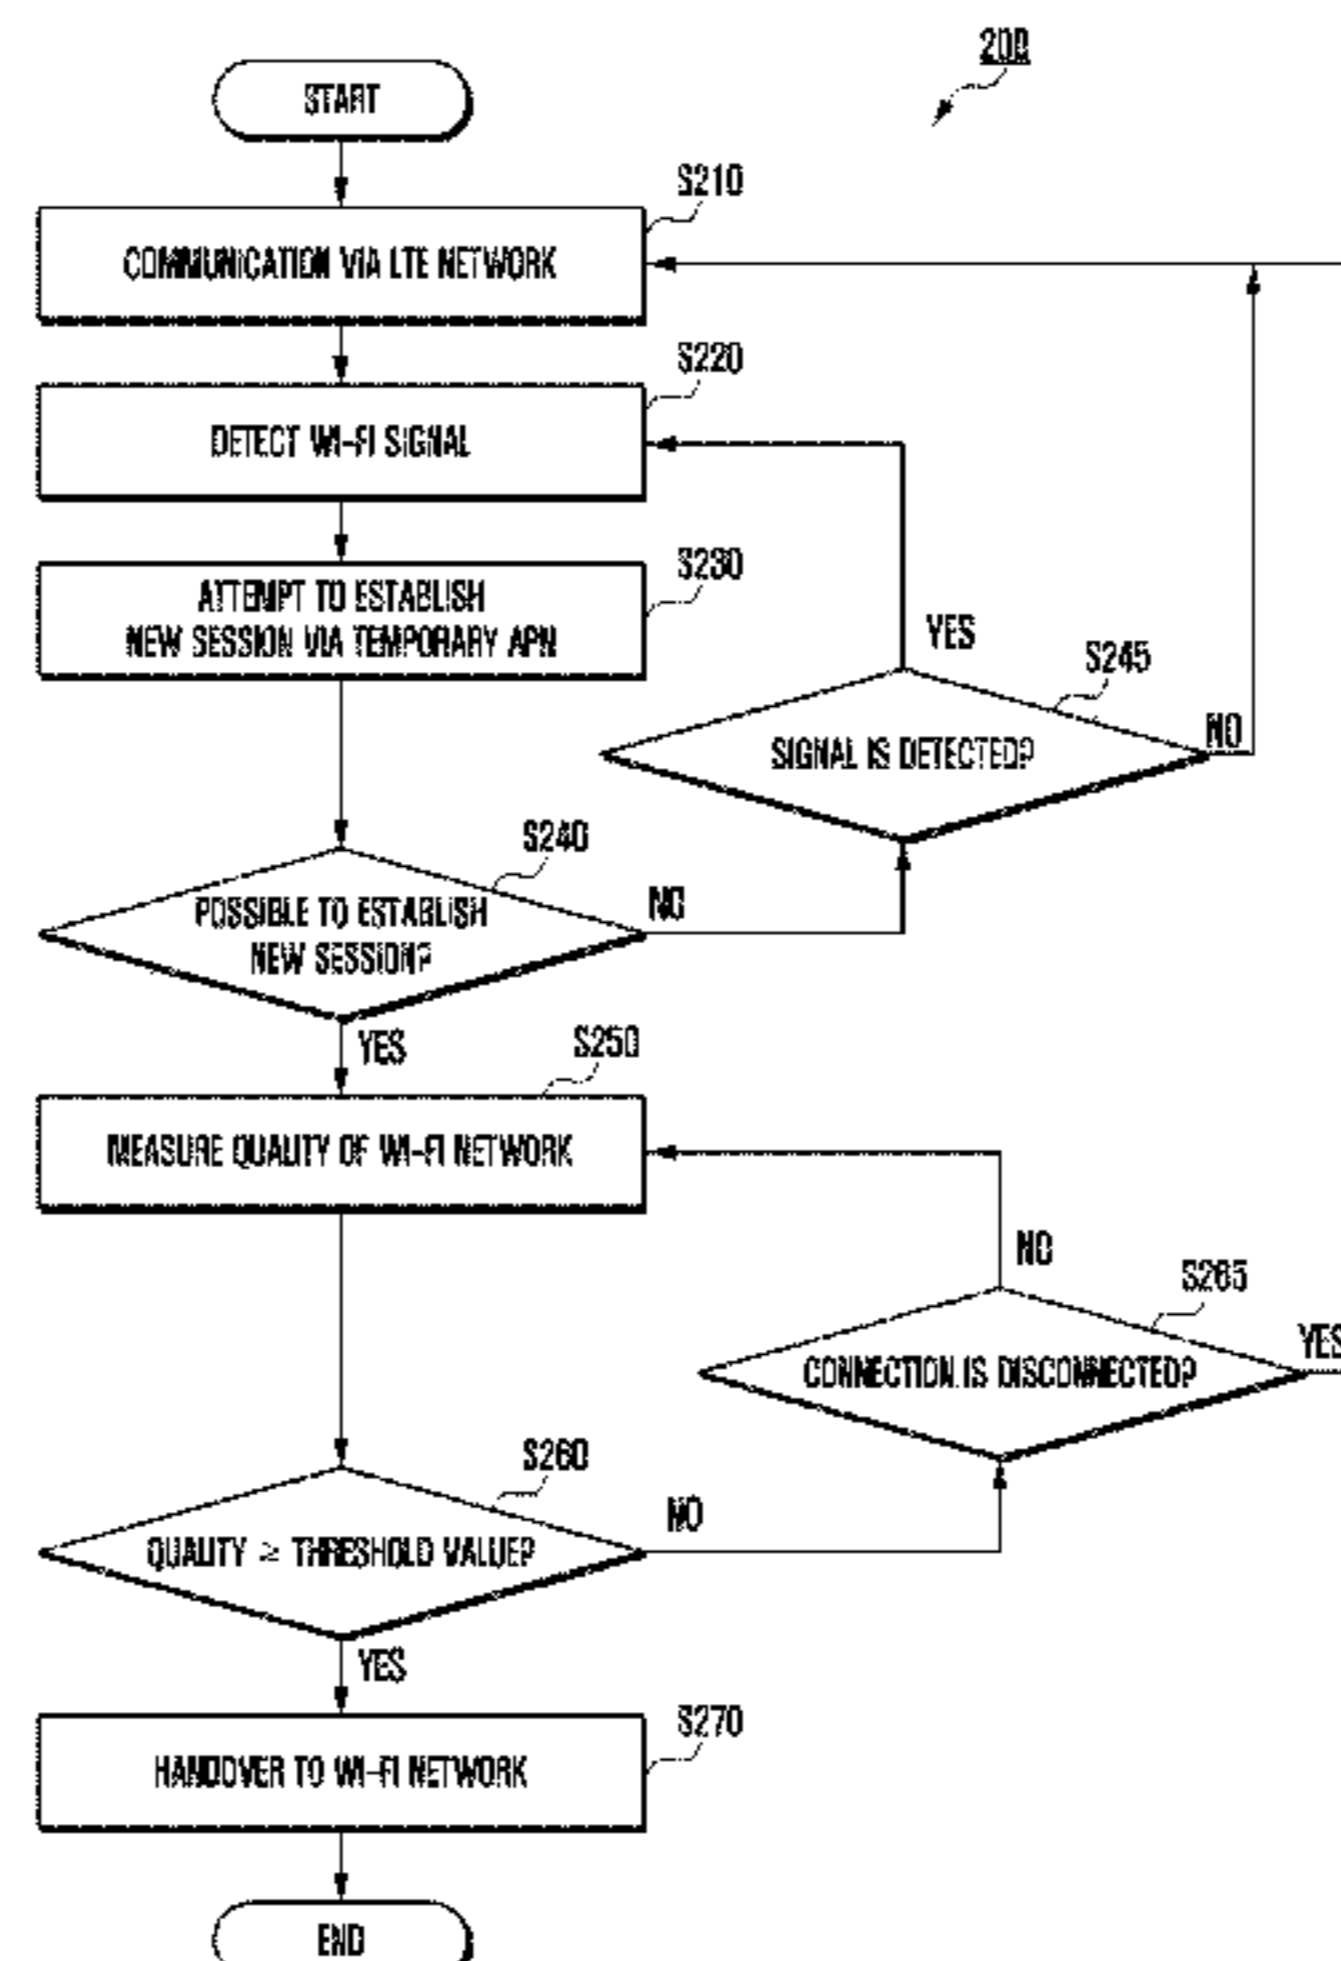 200
START
S210
COMMUNICATION VIA LTE NETWORK
S220
DETECT WI-FI SIGNAL
S230
ATTEMPT TO ESTABLISH
NEW SESSION VIA TEMPORARY APN
YES
S245
SIGNAL IS DETECTED?
NO
S240
POSSIBLE TO ESTABLISH
NEW SESSION?
NO
YES
S250
MEASURE QUALITY OF WI-FI NETWORK
NO
S265
YES
CONNECTION IS DISCONNECTED?
S260
QUALITY ≥ THRESHOLD VALUE?
NO
YES
S270
HANDOVER TO WI-FI NETWORK
END